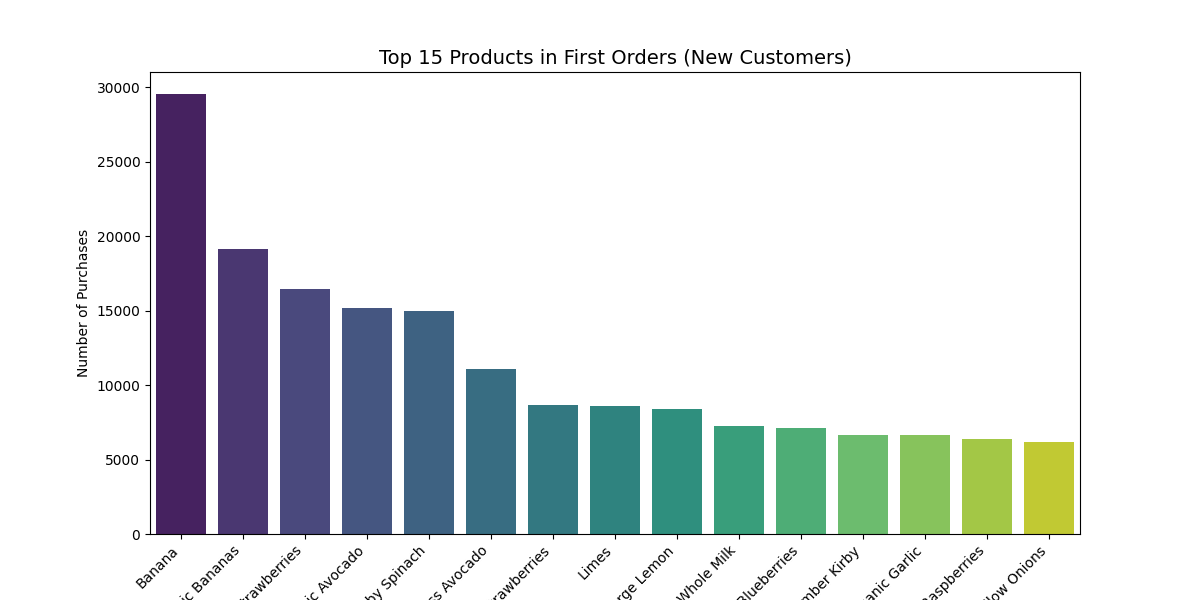 Top 15 Products in First Orders (New Customers)
Number of Purchases
30000
25000
20000
15000
10000
5000
0
Banana
Bananas
Avocado
Spinach
Avocado
Limes
Lemon
Whole Milk
Blueberries
Kirby
Garlic
Raspberries
Onions